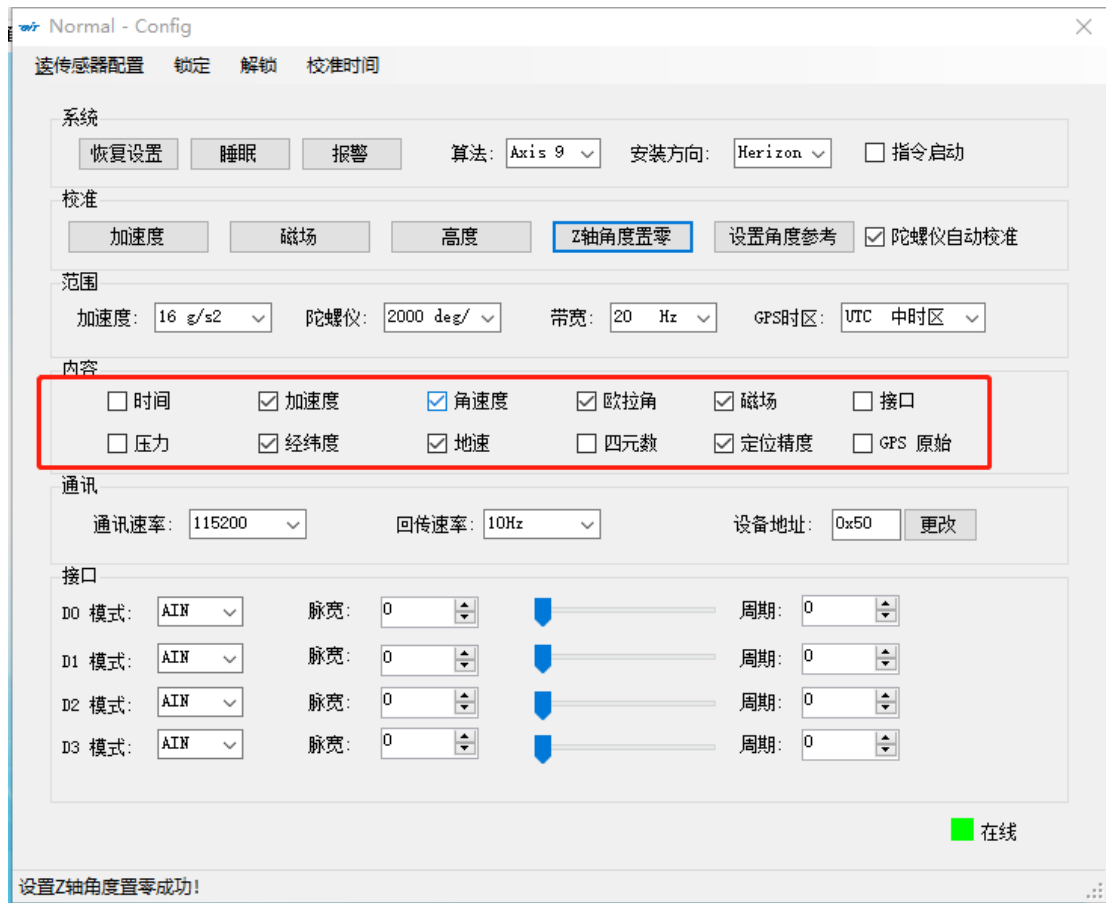 Normal - Config
读传感器配置 锁定 解锁 校准时间
系统
恢复设置 睡眠 报警 算法: Axis 9 安装方向: Herizon 指令启动
校准
加速度 磁场 高度 Z轴角度置零 设置角度参考 陀螺仪自动校准
范围
加速度: 16 g/s2 陀螺仪: 2000 deg/ 带宽: 20 Hz GPS时区: UTC 中时区
内容
时间 加速度 角速度 欧拉角 磁场 接口
压力 经纬度 地速 四元数 定位精度 GPS 原始
通讯
通讯速率: 115200 回传速率: 10Hz 设备地址: 0x50 更改
接口
D0 模式: AIN 脉宽: 0 周期: 0
D1 模式: AIN 脉宽: 0 周期: 0
D2 模式: AIN 脉宽: 0 周期: 0
D3 模式: AIN 脉宽: 0 周期: 0
在线
设置Z轴角度置零成功!